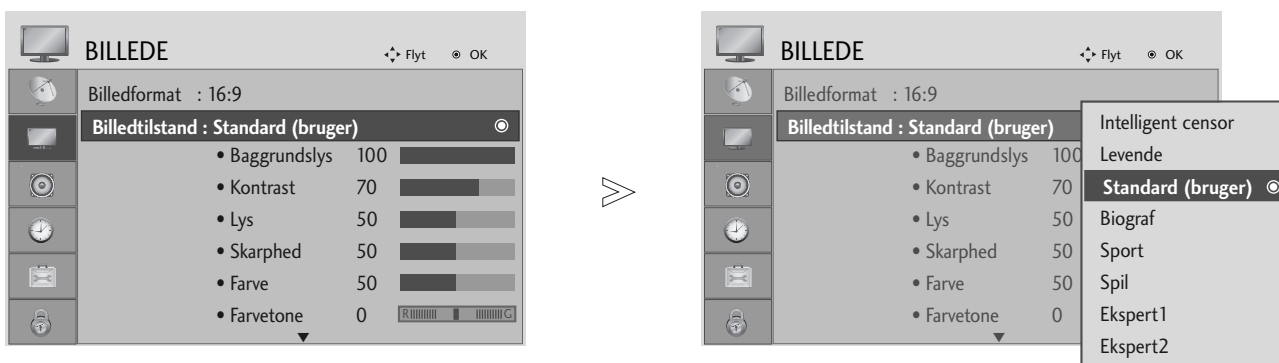 BILLEDE
Flyt OK
Billedformat : 16:9
Billedtilstand : Standard (bruger)
• Baggrundslys 100
• Kontrast 70
• Lys 50
• Skarphed 50
• Farve 50
• Farvetone 0 R G
BILLEDE
Flyt OK
Billedformat : 16:9
Billedtilstand : Standard (bruger)
• Baggrundslys 100
• Kontrast 70
• Lys 50
• Skarphed 50
• Farve 50
• Farvetone 0
Intelligent censor
Levende
Standard (bruger)
Biograf
Sport
Spil
Ekspert1
Ekspert2